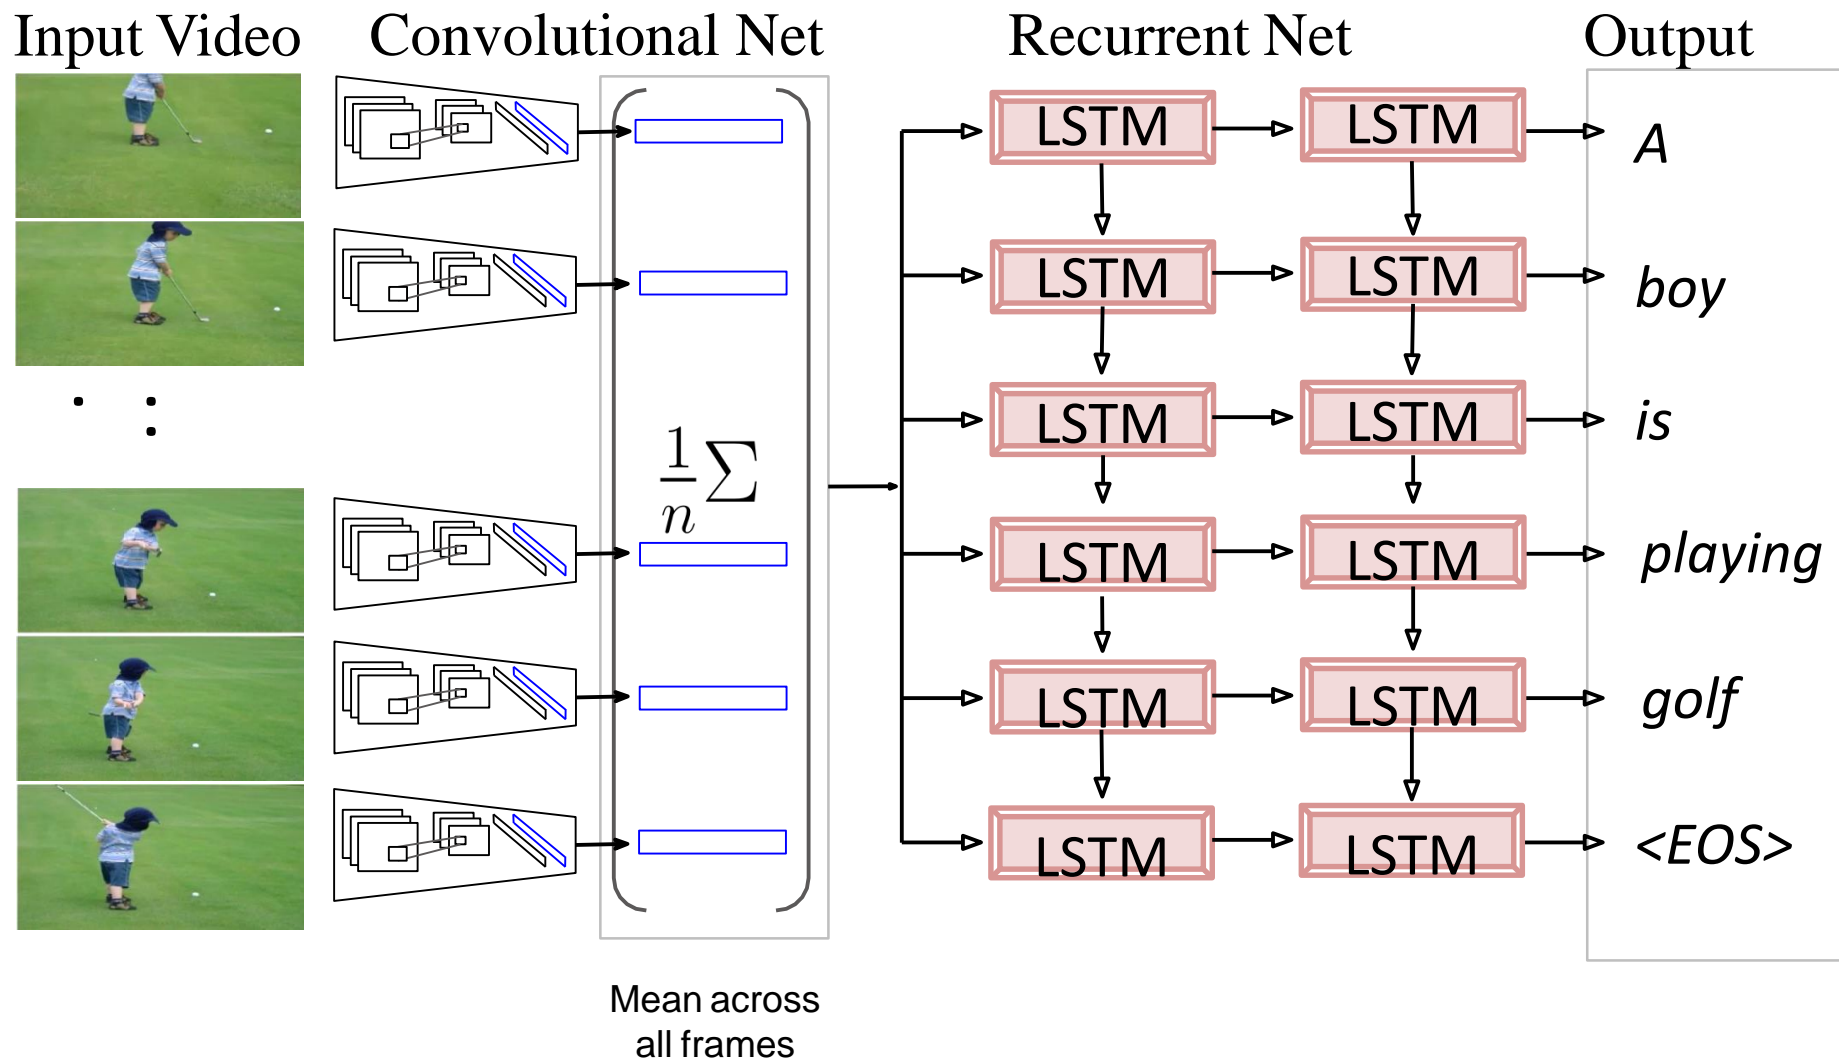 Input Video Convolutional Net Recurrent Net Output
LSTM LSTM A
LSTM LSTM boy
LSTM LSTM is
1/n ∑
LSTM LSTM playing
LSTM LSTM golf
LSTM LSTM <EOS>
Mean across
all frames